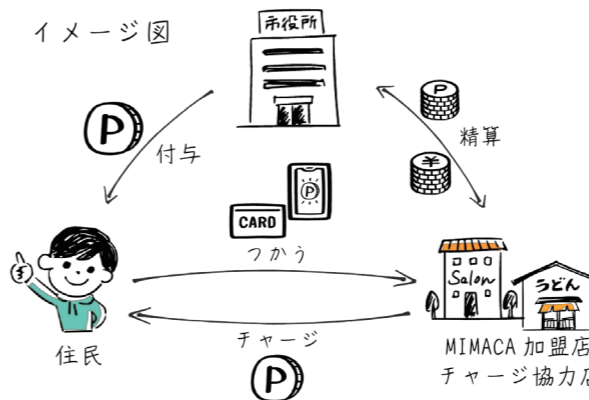 イメージ図
市役所
P
付与
P
¥
精算
P
CARD
つかう
Salon
うどん
住民
チャージ
P
MIMACA 加盟店
チャージ協力店